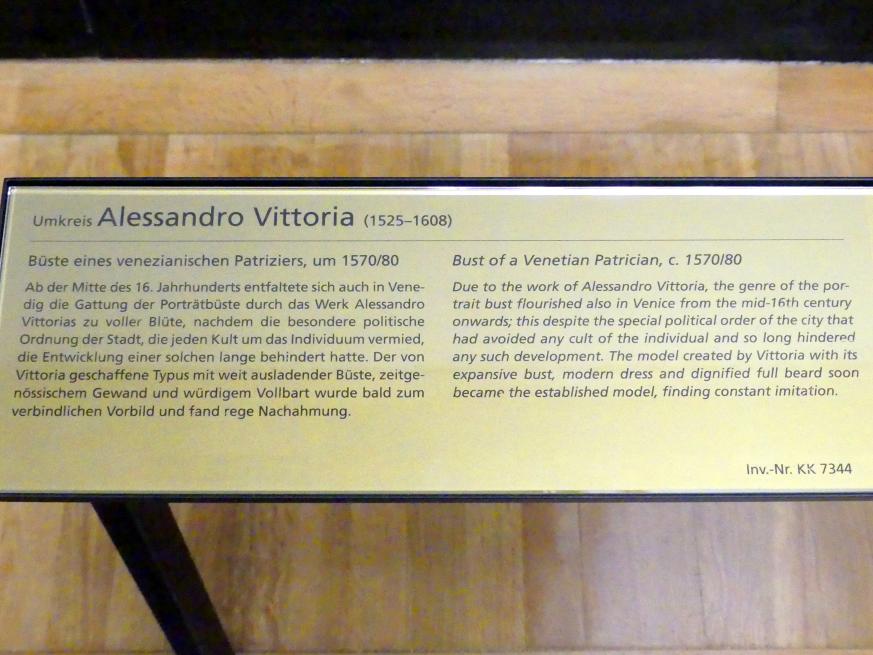 Umkreis Alessandro Vittoria (1525–1608)
Büste eines venezianischen Patriziers, um 1570/80
Ab der Mitte des 16. Jahrhunderts entfaltete sich auch in Vene-
dig die Gattung der Porträtbüste durch das Werk Alessandro
Vittorias zu voller Blüte, nachdem die besondere politische
Ordnung der Stadt, die jeden Kult um das Individuum vermied,
die Entwicklung einer solchen lange behindert hatte. Der von
Vittoria geschaffene Typus mit weit ausladender Büste, zeitge-
nössischem Gewand und würdigem Vollbart wurde bald zum
verbindlichen Vorbild und fand rege Nachahmung.
Bust of a Venetian Patrician, c. 1570/80
Due to the work of Alessandro Vittoria, the genre of the por-
trait bust flourished also in Venice from the mid-16th century
onwards; this despite the special political order of the city that
had avoided any cult of the individual and so long hindered
any such development. The model created by Vittoria with its
expansive bust, modern dress and dignified full beard soon
became the established model, finding constant imitation.
Inv.-Nr. KK 7344